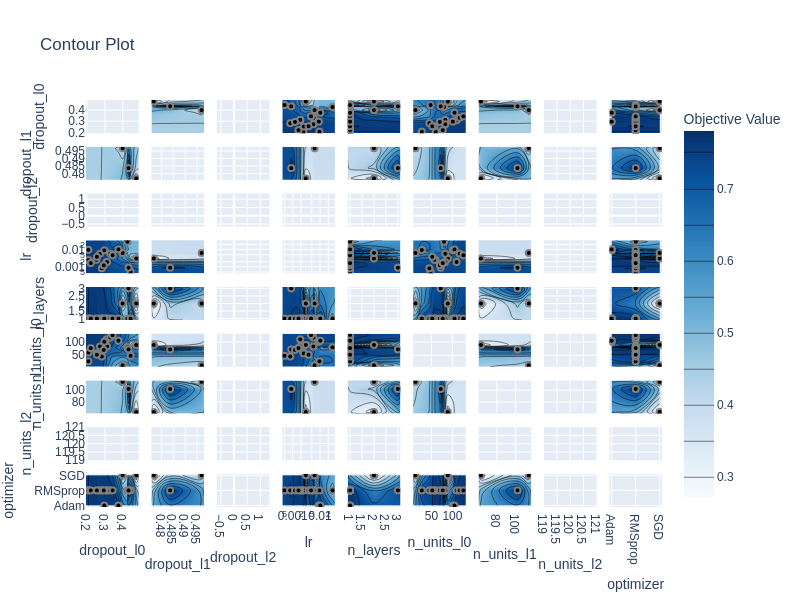 Contour Plot
Objective Value
dropout_l0
0.4
0.3
0.2
dropout_l1
0.495
0.49
0.485
0.48
dropout_l2
1
0.5
0
−0.5
lr
0.01
0.001
n_layers
3
2.5
2
1.5
1
n_units_l0
100
50
n_units_l1
100
80
n_units_l2
121
120.5
120
119.5
119
optimizer
SGD
RMSprop
Adam
0.7
0.6
0.5
0.4
0.3
0.2
0.3
0.4
dropout_l0
0.48
0.485
0.49
0.495
dropout_l1
−0.5
0
0.5
1
dropout_l2
0.01
lr
1
1.5
2
2.5
3
n_layers
50
100
n_units_l0
80
100
n_units_l1
119
119.5
120
120.5
121
n_units_l2
Adam
RMSprop
SGD
optimizer